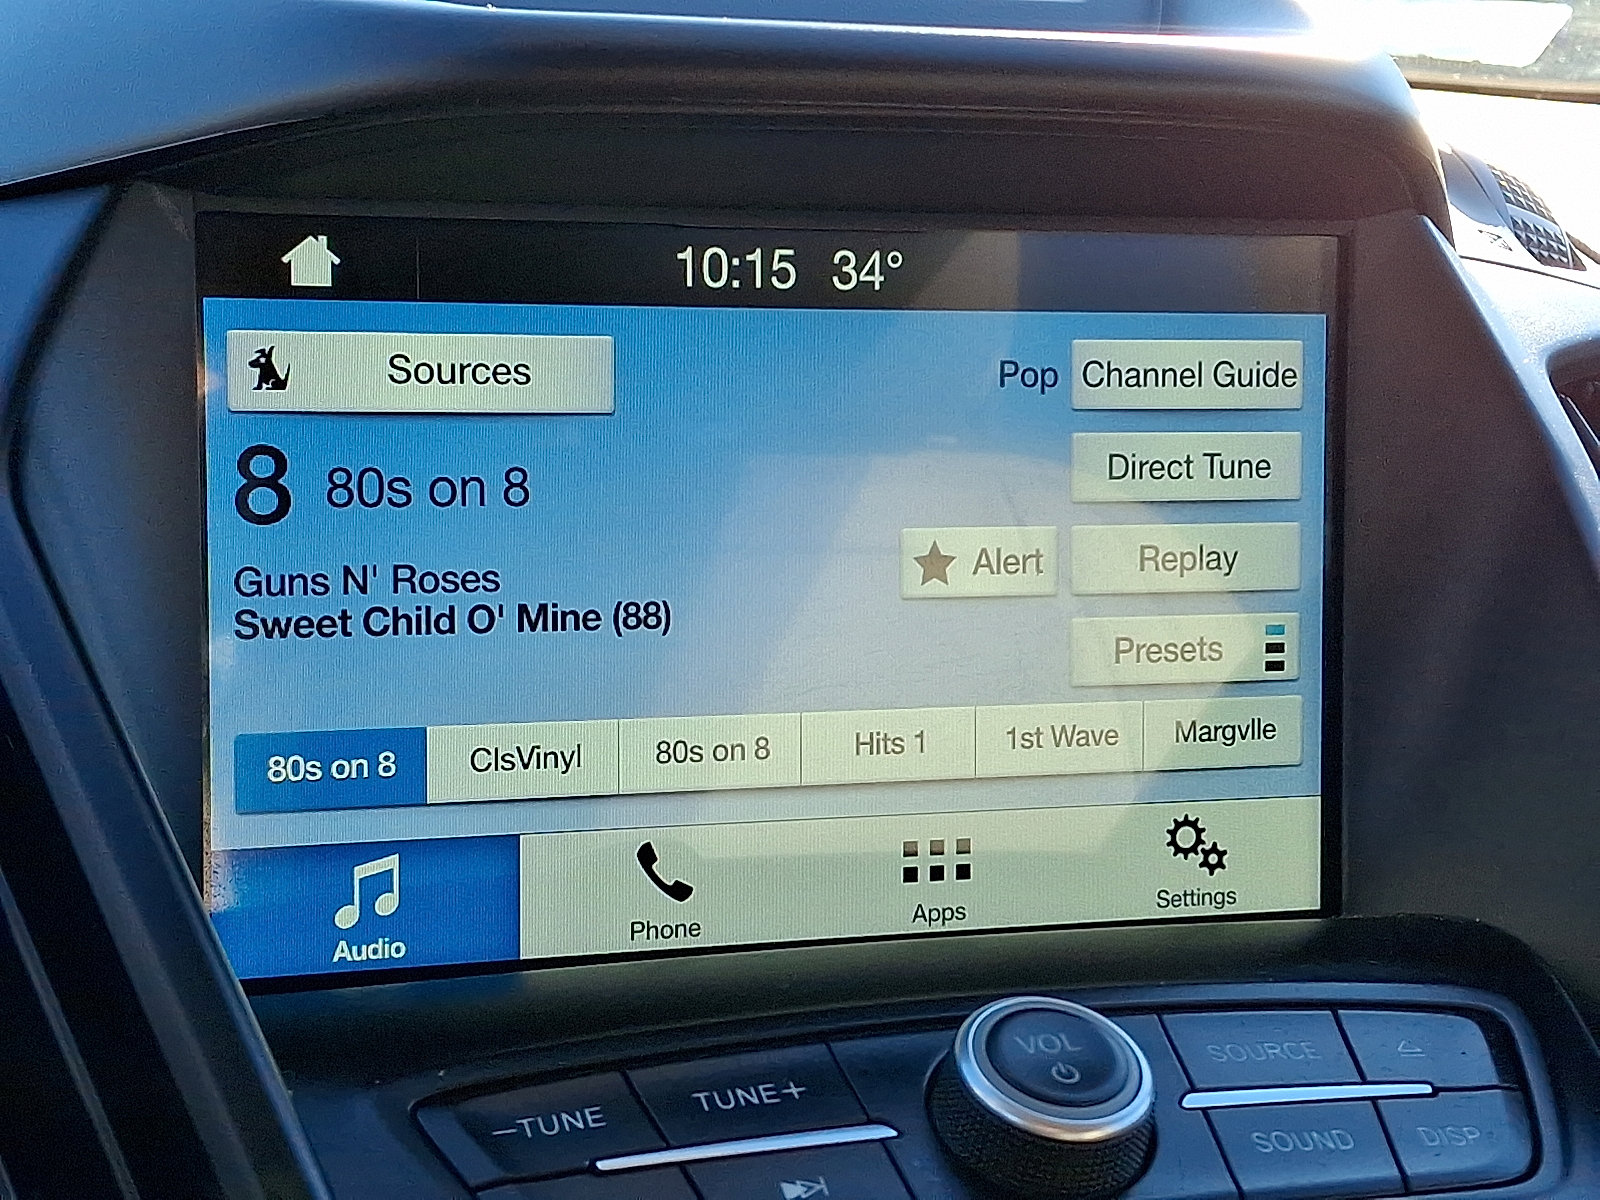 10:15 34°
Sources
Pop Channel Guide
8 80s on 8
Direct Tune
Alert Replay
Guns N' Roses
Sweet Child O' Mine (88)
Presets
80s on 8 ClsVinyl 80s on 8 Hits 1 1st Wave Margvlle
Audio Phone Apps Settings
VOL
SOURCE
–TUNE TUNE+
SOUND DISP